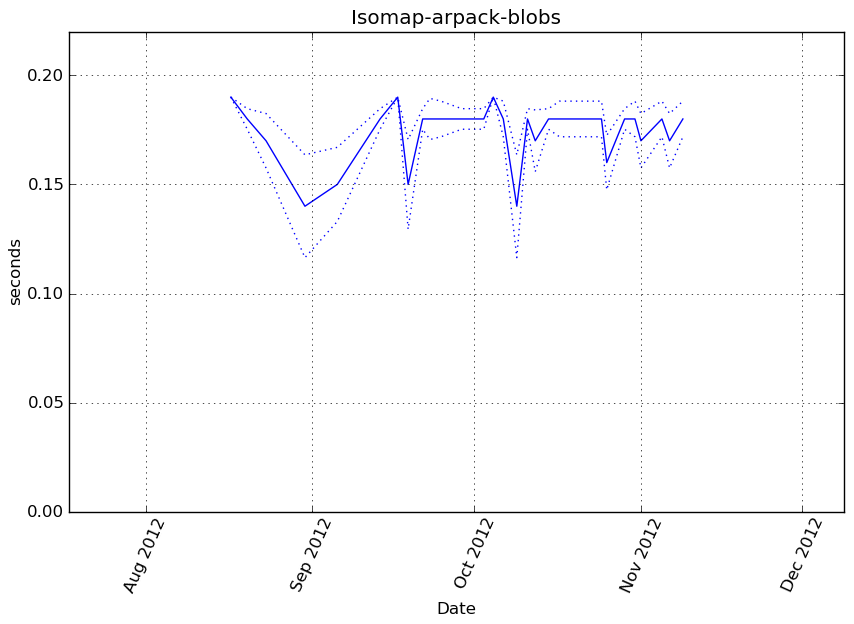 Isomap-arpack-blobs
0.20
0.15
0.10
0.05
0.00
seconds
Aug 2012
Sep 2012
Oct 2012
Nov 2012
Dec 2012
Date